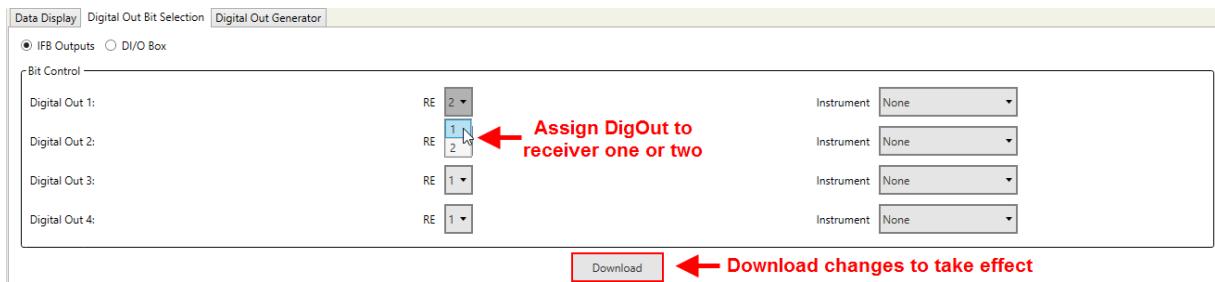 Data Display Digital Out Bit Selection Digital Out Generator
IFB Outputs DI/O Box
Bit Control
Digital Out 1: RE 2 Instrument None
1
2
Assign DigOut to
receiver one or two
Digital Out 2: RE Instrument None
Digital Out 3: RE 1 Instrument None
Digital Out 4: RE 1 Instrument None
Download Download changes to take effect